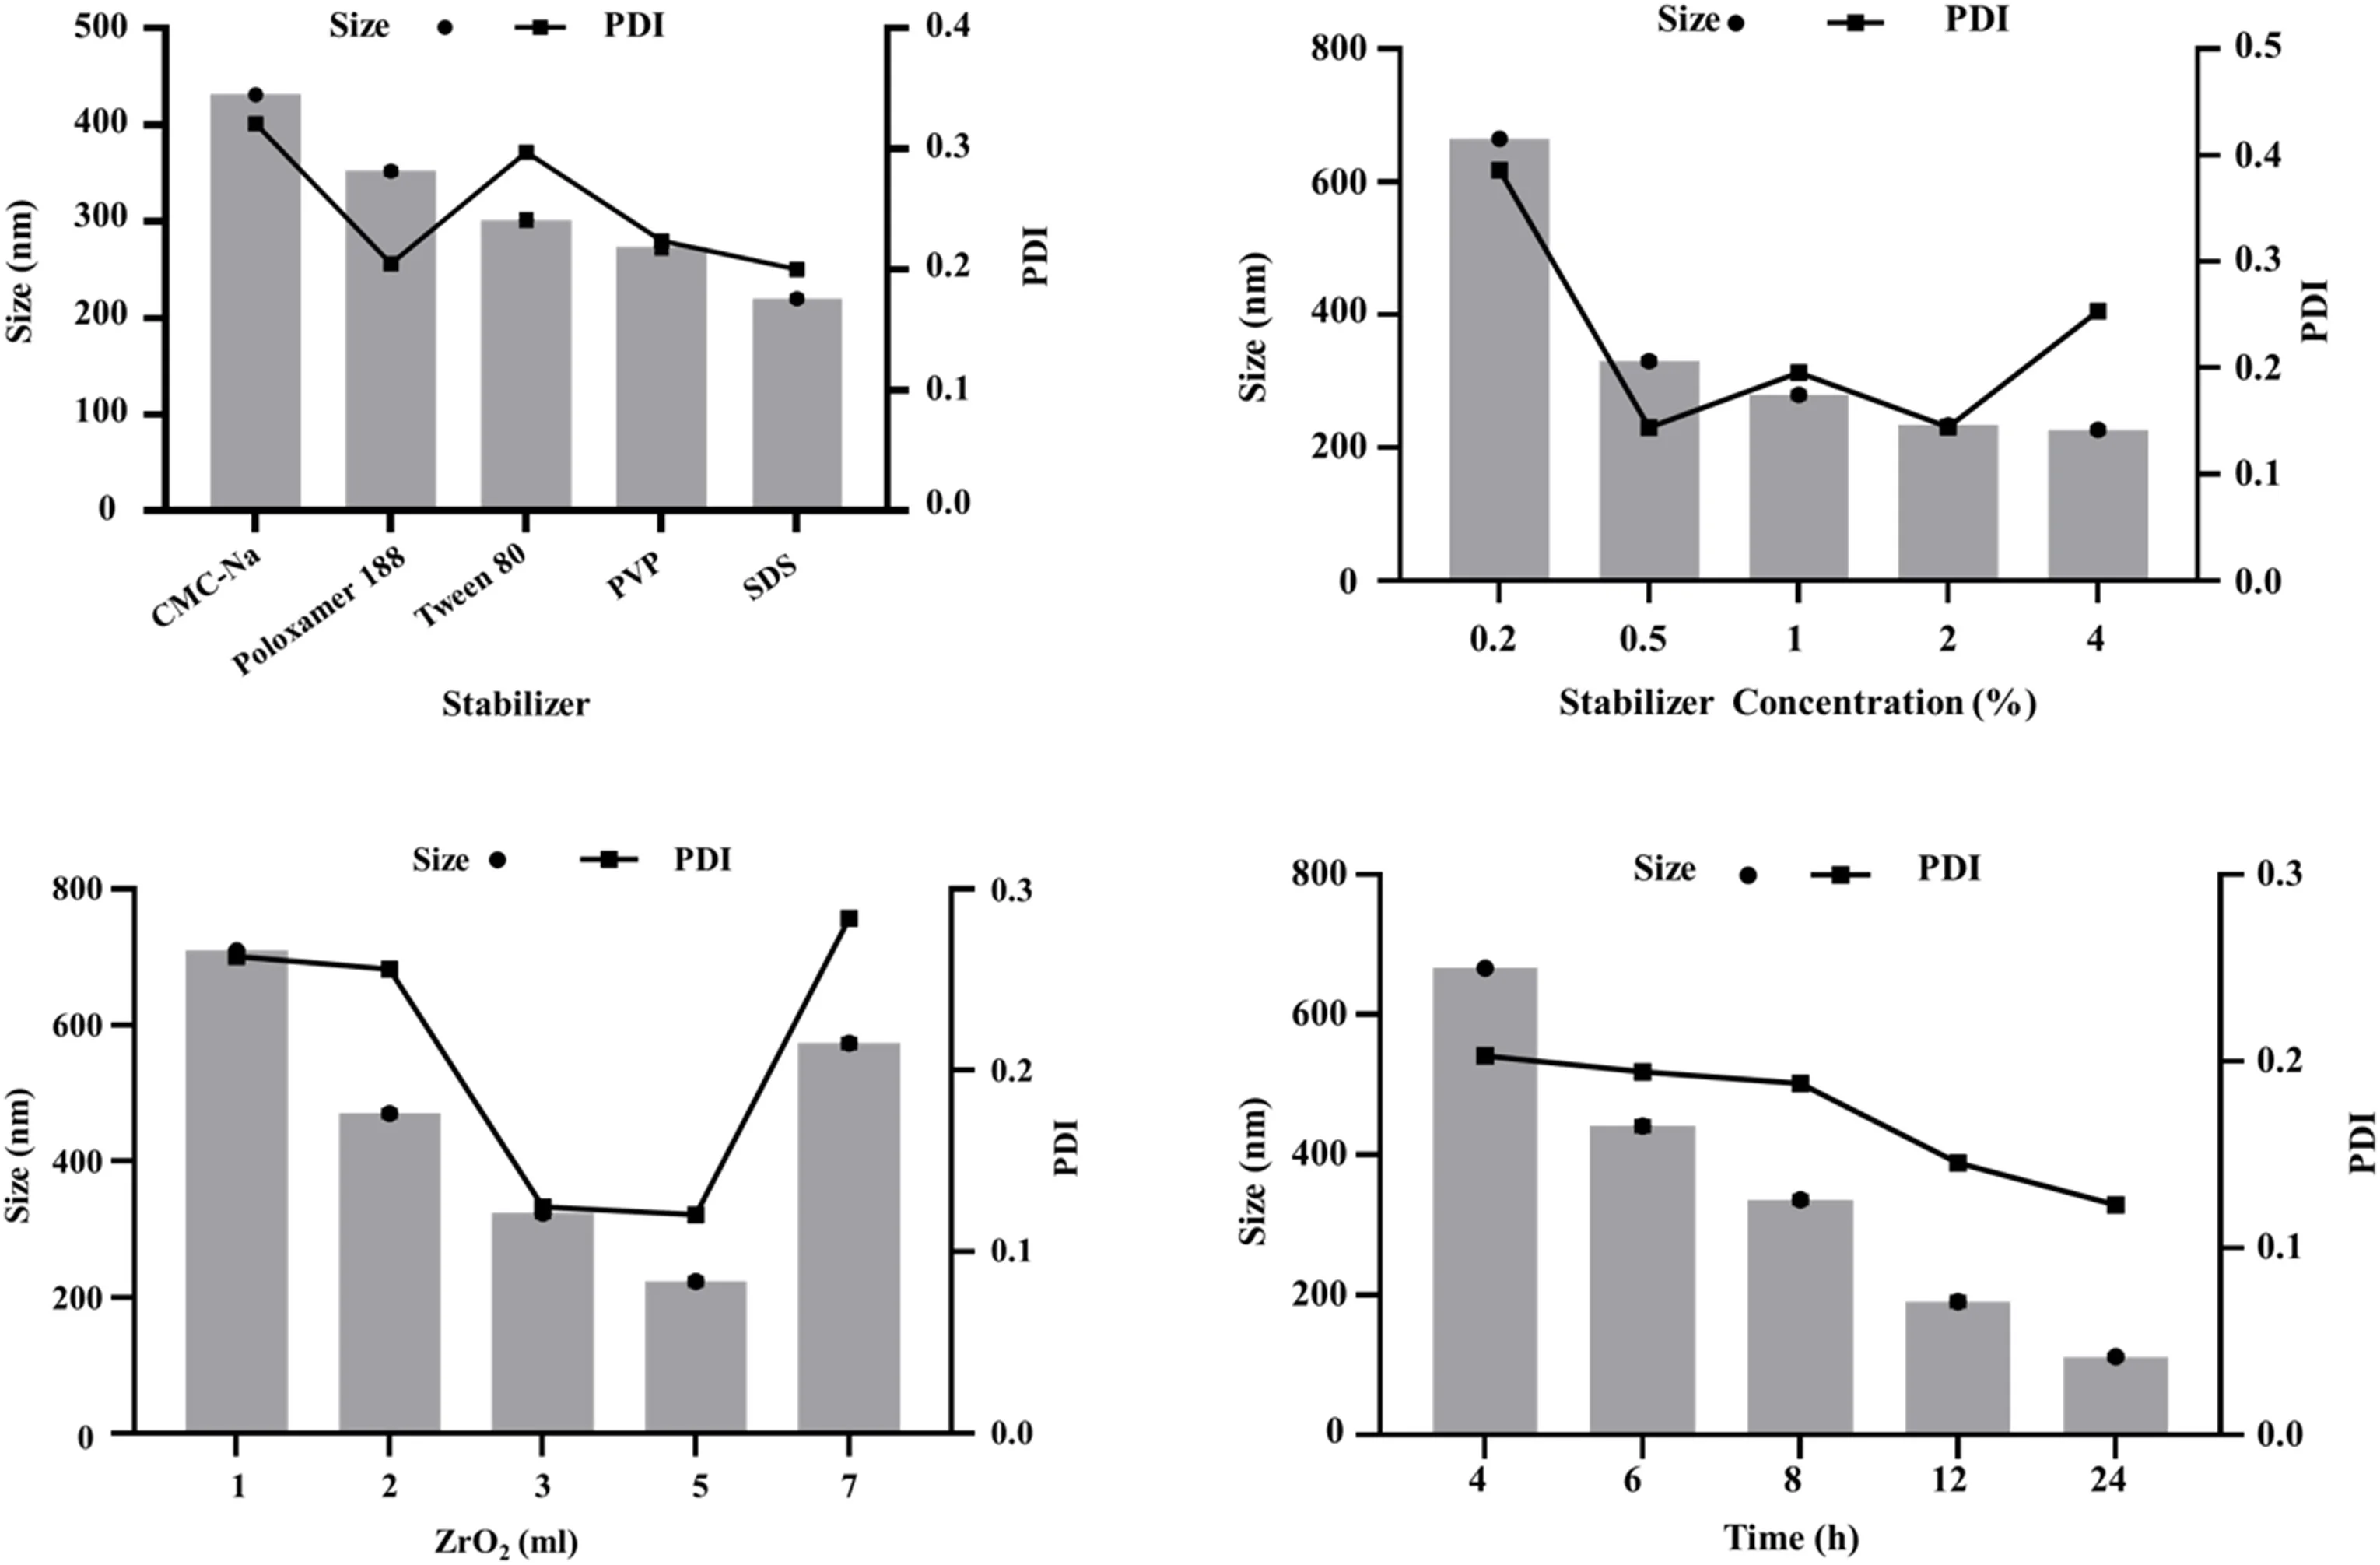 Size PDI
500
400
300
200
100
0
Size (nm)
0.4
0.3
0.2
0.1
0.0
PDI
CMC-Na
Poloxamer 188
Tween 80
PVP
SDS
Stabilizer
Size PDI
800
600
400
200
0
Size (nm)
0.5
0.4
0.3
0.2
0.1
0.0
PDI
0.2 0.5 1 2 4
Stabilizer Concentration (%)
Size PDI
800
600
400
200
0
Size (nm)
0.3
0.2
0.1
0.0
PDI
1 2 3 5 7
ZrO₂ (ml)
Size PDI
800
600
400
200
0
Size (nm)
0.3
0.2
0.1
0.0
PDI
4 6 8 12 24
Time (h)